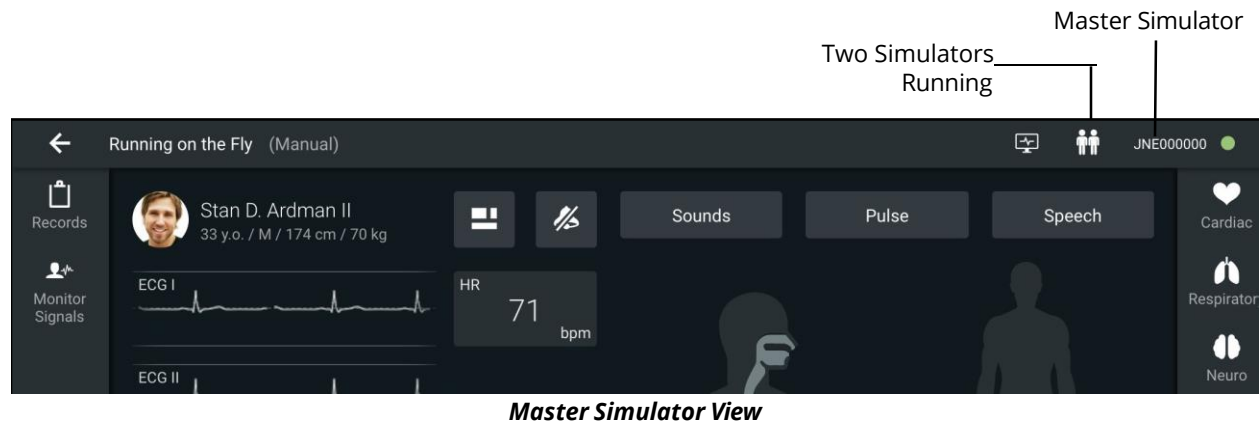 Master Simulator
Two Simulators
Running
Running on the Fly (Manual)
JNE000000
Records
Stan D. Ardman II
33 y.o. / M / 174 cm / 70 kg
Sounds
Pulse
Speech
Cardiac
Monitor
Signals
ECG I
HR
71
bpm
Respirator
ECG II
Neuro
Master Simulator View